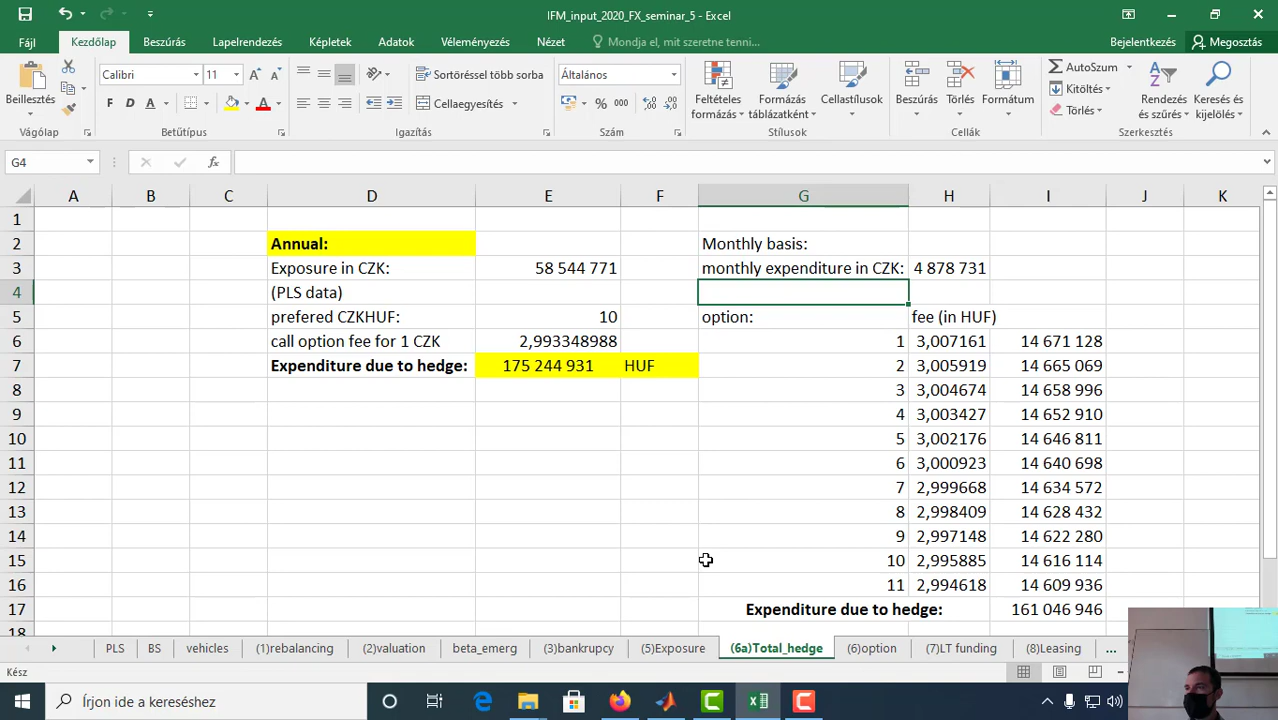 IFM_input_2020_FX_seminar_5 - Excel
Fájl Kezdőlap Beszúrás Lapelrendezés Képletek Adatok Véleményezés Nézet Mondja el, mit szeretne tenni... Bejelentkezés Megosztás
Beillesztés Calibri 11 Sortöréssel több sorba Általános Feltételes formázás Formázás táblázatként Cellastílusok Beszúrás Törlés Formátum AutoSzum Rendezés és szűrés Keresés és kijelölés
F D A Cellaegyesítés % 000 Kitöltés Törlés
Vágólap Betűtípus Igazítás Szám Stílusok Cellák Szerkesztés
G4 fx
A B C D E F G H I J K
1
2 Annual: Monthly basis:
3 Exposure in CZK: 58 544 771 monthly expenditure in CZK: 4 878 731
4 (PLS data)
5 prefered CZKHUF: 10 option: fee (in HUF)
6 call option fee for 1 CZK 2,993348988 1 3,007161 14 671 128
7 Expenditure due to hedge: 175 244 931 HUF 2 3,005919 14 665 069
8 3 3,004674 14 658 996
9 4 3,003427 14 652 910
10 5 3,002176 14 646 811
11 6 3,000923 14 640 698
12 7 2,999668 14 634 572
13 8 2,998409 14 628 432
14 9 2,997148 14 622 280
15 10 2,995885 14 616 114
16 11 2,994618 14 609 936
17 Expenditure due to hedge: 161 046 946
18
PLS BS vehicles (1)rebalancing (2)valuation beta_emerg (3)bankrupcy (5)Exposure (6a)Total_hedge (6)option (7)LT funding (8)Leasing ...
Kész
Írjon ide a kereséshez